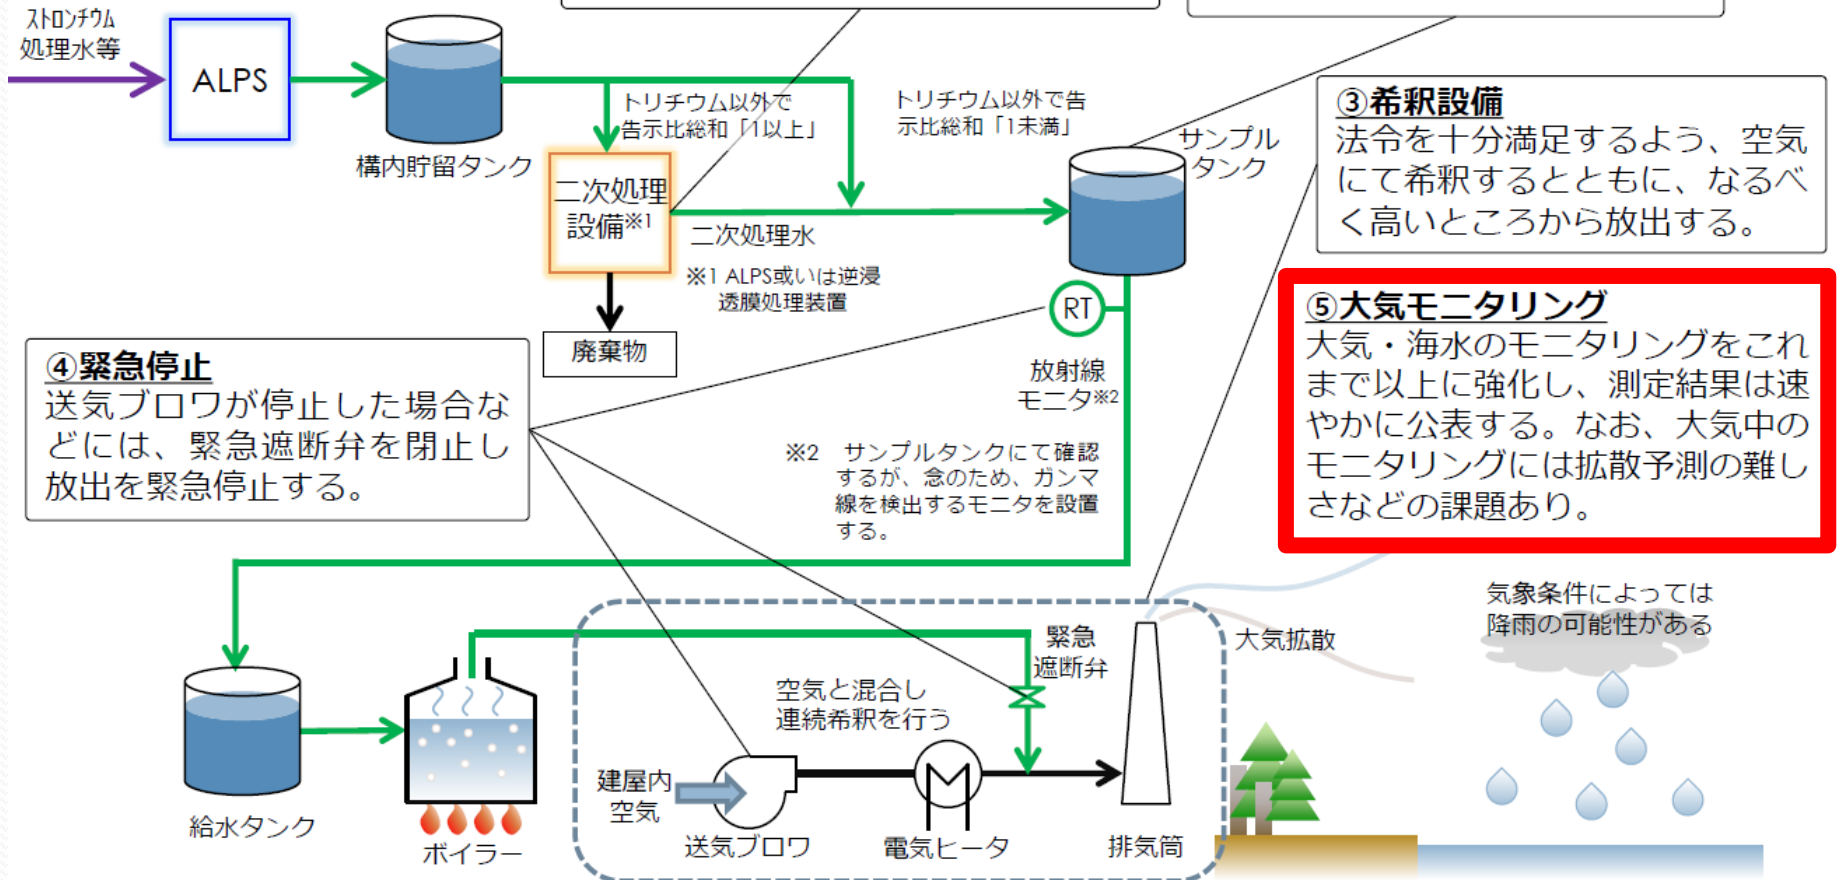 ストロンチウム
処理水等
ALPS
構内貯留タンク
トリチウム以外で
告示比総和「1以上」
トリチウム以外で告
示比総和「1未満」
サンプル
タンク
二次処理
設備※1
二次処理水
※1 ALPS或いは逆浸
透膜処理装置
廃棄物
③希釈設備
法令を十分満足するよう、空気
にて希釈するとともに、なるべ
く高いところから放出する。
RT
放射線
モニタ※2
※2 サンプルタンクにて確認
するが、念のため、ガンマ
線を検出するモニタを設置
する。
④緊急停止
送気ブロワが停止した場合な
どには、緊急遮断弁を閉止し
放出を緊急停止する。
⑤大気モニタリング
大気・海水のモニタリングをこれ
まで以上に強化し、測定結果は速
やかに公表する。なお、大気中の
モニタリングには拡散予測の難し
さなどの課題あり。
給水タンク
ボイラー
緊急
遮断弁
空気と混合し
連続希釈を行う
建屋内
空気
送気ブロワ
電気ヒータ
排気筒
大気拡散
気象条件によっては
降雨の可能性がある